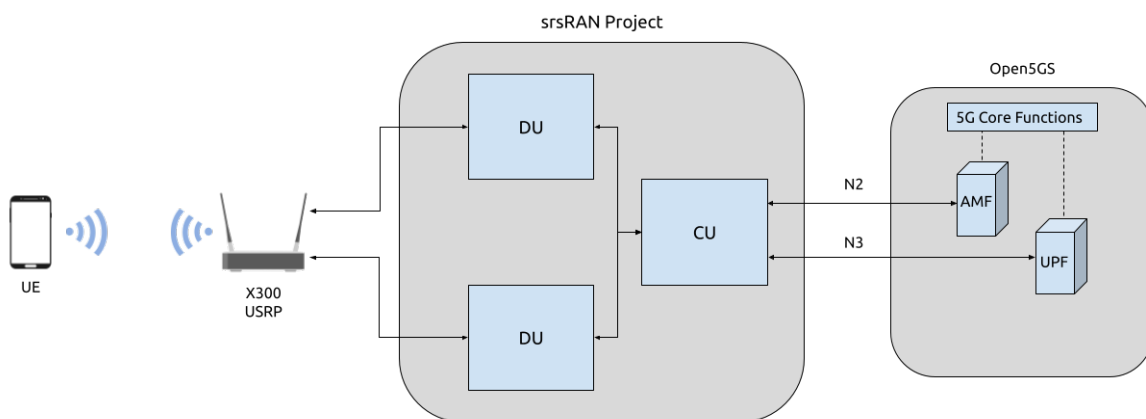 srsRAN Project
Open5GS
5G Core Functions
DU
N2
AMF
CU
N3
UPF
UE
X300
USRP
DU